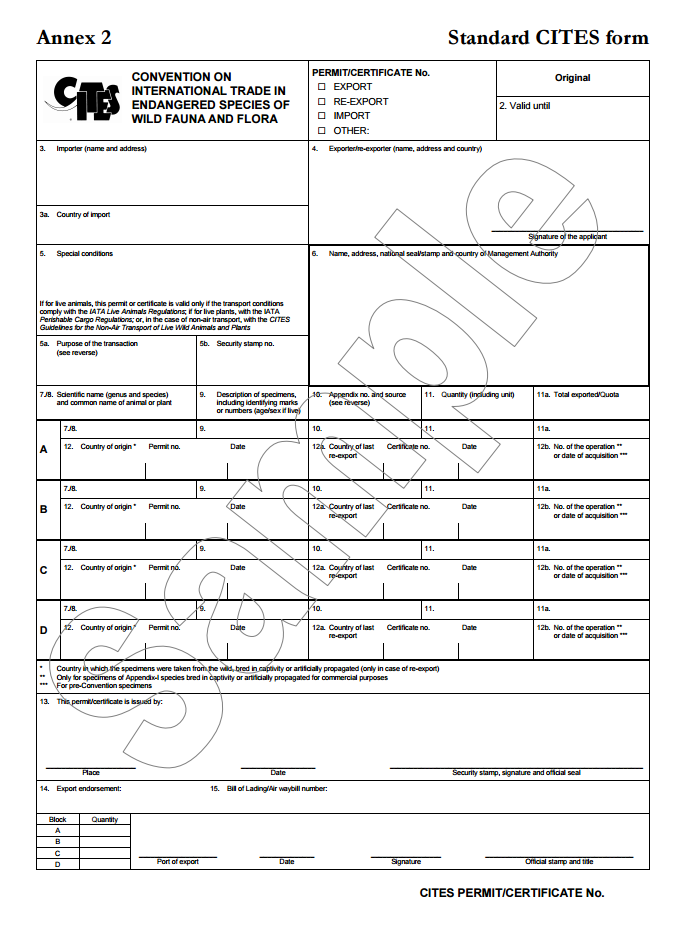 Annex 2
Standard CITES form
CITES
CONVENTION ON
INTERNATIONAL TRADE IN
ENDANGERED SPECIES OF
WILD FAUNA AND FLORA
PERMIT/CERTIFICATE No.
☐ EXPORT
☐ RE-EXPORT
☐ IMPORT
☐ OTHER:
Original
2. Valid until
3. Importer (name and address)
3a. Country of import
4. Exporter/re-exporter (name, address and country)
Signature of the applicant
5. Special conditions
If for live animals, this permit or certificate is valid only if the transport conditions
comply with the IATA Live Animals Regulations; if for live plants, with the IATA
Perishable Cargo Regulations; or, in the case of non-air transport, with the CITES
Guidelines for the Non-Air Transport of Live Wild Animals and Plants
6. Name, address, national seal/stamp and country of Management Authority
5a. Purpose of the transaction
(see reverse)
5b. Security stamp no.
7./8. Scientific name (genus and species)
and common name of animal or plant
9. Description of specimens,
including identifying marks
or numbers (age/sex if live)
10. Appendix no. and source
(see reverse)
11. Quantity (including unit)
11a. Total exported/Quota
A
7./8. 9. 10. 11. 11a.
12. Country of origin * Permit no. Date 12a. Country of last Certificate no. Date 12b. No. of the operation **
re-export or date of acquisition ***
B
7./8. 9. 10. 11. 11a.
12. Country of origin * Permit no. Date 12a. Country of last Certificate no. Date 12b. No. of the operation **
re-export or date of acquisition ***
C
7./8. 9. 10. 11. 11a.
12. Country of origin * Permit no. Date 12a. Country of last Certificate no. Date 12b. No. of the operation **
re-export or date of acquisition ***
D
7./8. 9. 10. 11. 11a.
12. Country of origin * Permit no. Date 12a. Country of last Certificate no. Date 12b. No. of the operation **
re-export or date of acquisition ***
* Country in which the specimens were taken from the wild, bred in captivity or artificially propagated (only in case of re-export)
** Only for specimens of Appendix-I species bred in captivity or artificially propagated for commercial purposes
*** For pre-Convention specimens
13. This permit/certificate is issued by:
Place Date Security stamp, signature and official seal
14. Export endorsement: 15. Bill of Lading/Air waybill number:
Block Quantity
A
B
C
D
Port of export Date Signature Official stamp and title
CITES PERMIT/CERTIFICATE No.
Sample